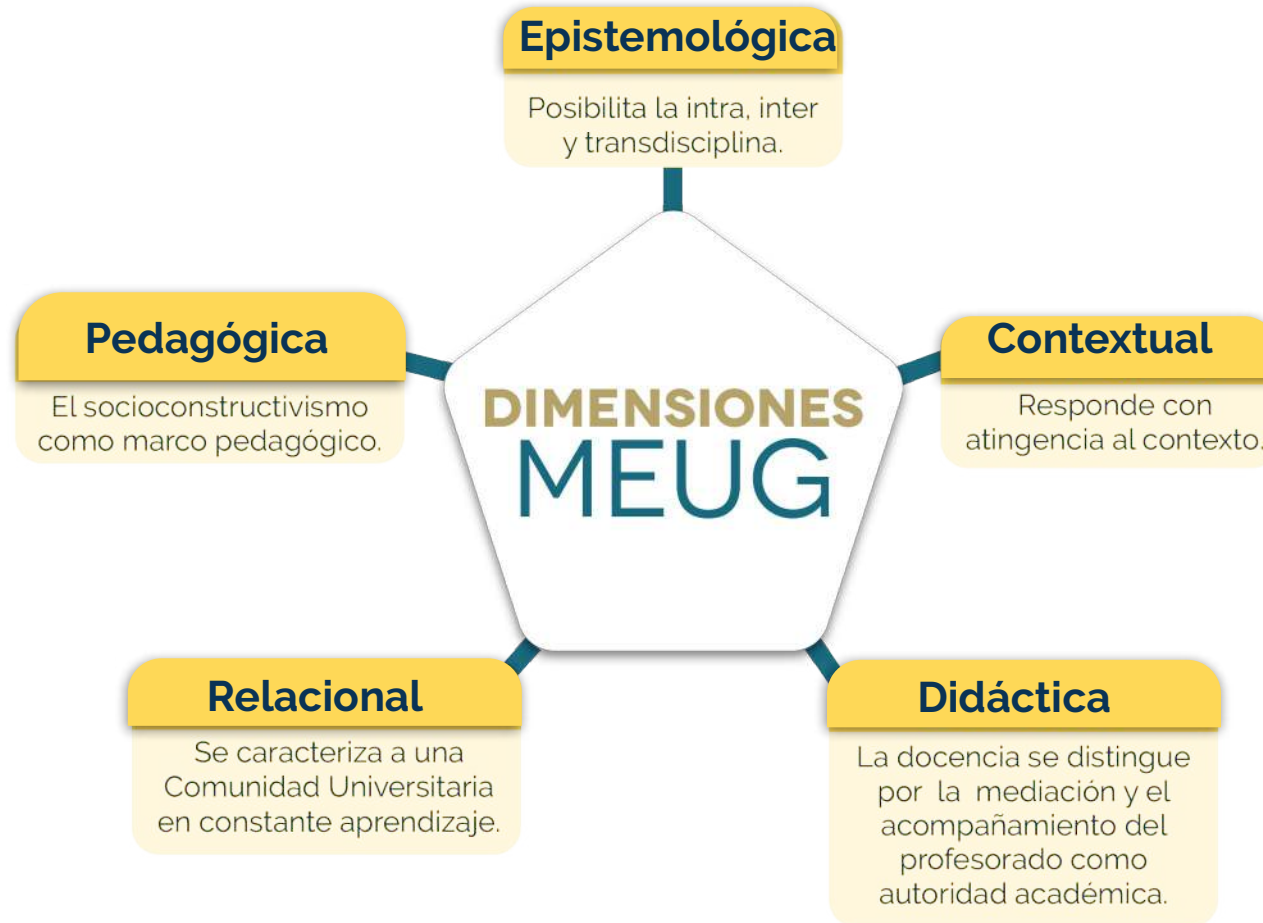 Epistemológica
Posibilita la intra, inter
y transdisciplina.
Pedagógica
El socioconstructivismo
como marco pedagógico.
Contextual
Responde con
atingencia al contexto.
DIMENSIONES
MEUG
Relacional
Se caracteriza a una
Comunidad Universitaria
en constante aprendizaje.
Didáctica
La docencia se distingue
por la mediación y el
acompañamiento del
profesorado como
autoridad académica.